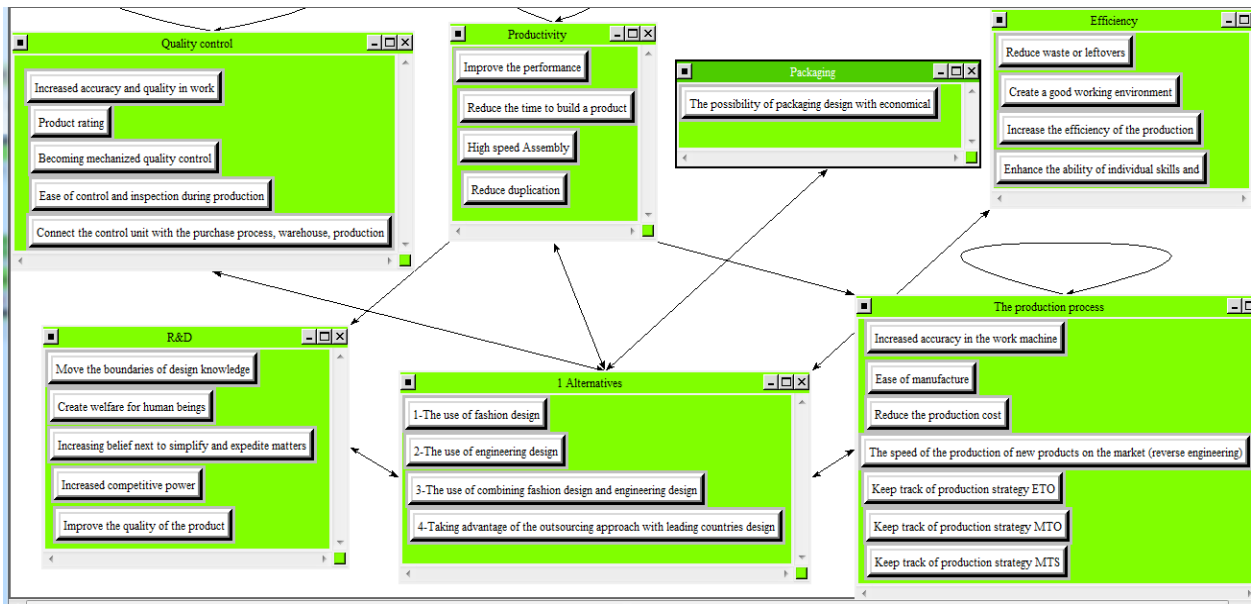 Quality control
Increased accuracy and quality in work
Product rating
Becoming mechanized quality control
Ease of control and inspection during production
Connect the control unit with the purchase process, warehouse, production
Productivity
Improve the performance
Reduce the time to build a product
High speed Assembly
Reduce duplication
Packaging
The possibility of packaging design with economical
Efficiency
Reduce waste or leftovers
Create a good working environment
Increase the efficiency of the production
Enhance the ability of individual skills and
R&D
Move the boundaries of design knowledge
Create welfare for human beings
Increasing belief next to simplify and expedite matters
Increased competitive power
Improve the quality of the product
1 Alternatives
1-The use of fashion design
2-The use of engineering design
3-The use of combining fashion design and engineering design
4-Taking advantage of the outsourcing approach with leading countries design
The production process
Increased accuracy in the work machine
Ease of manufacture
Reduce the production cost
The speed of the production of new products on the market (reverse engineering)
Keep track of production strategy ETO
Keep track of production strategy MTO
Keep track of production strategy MTS